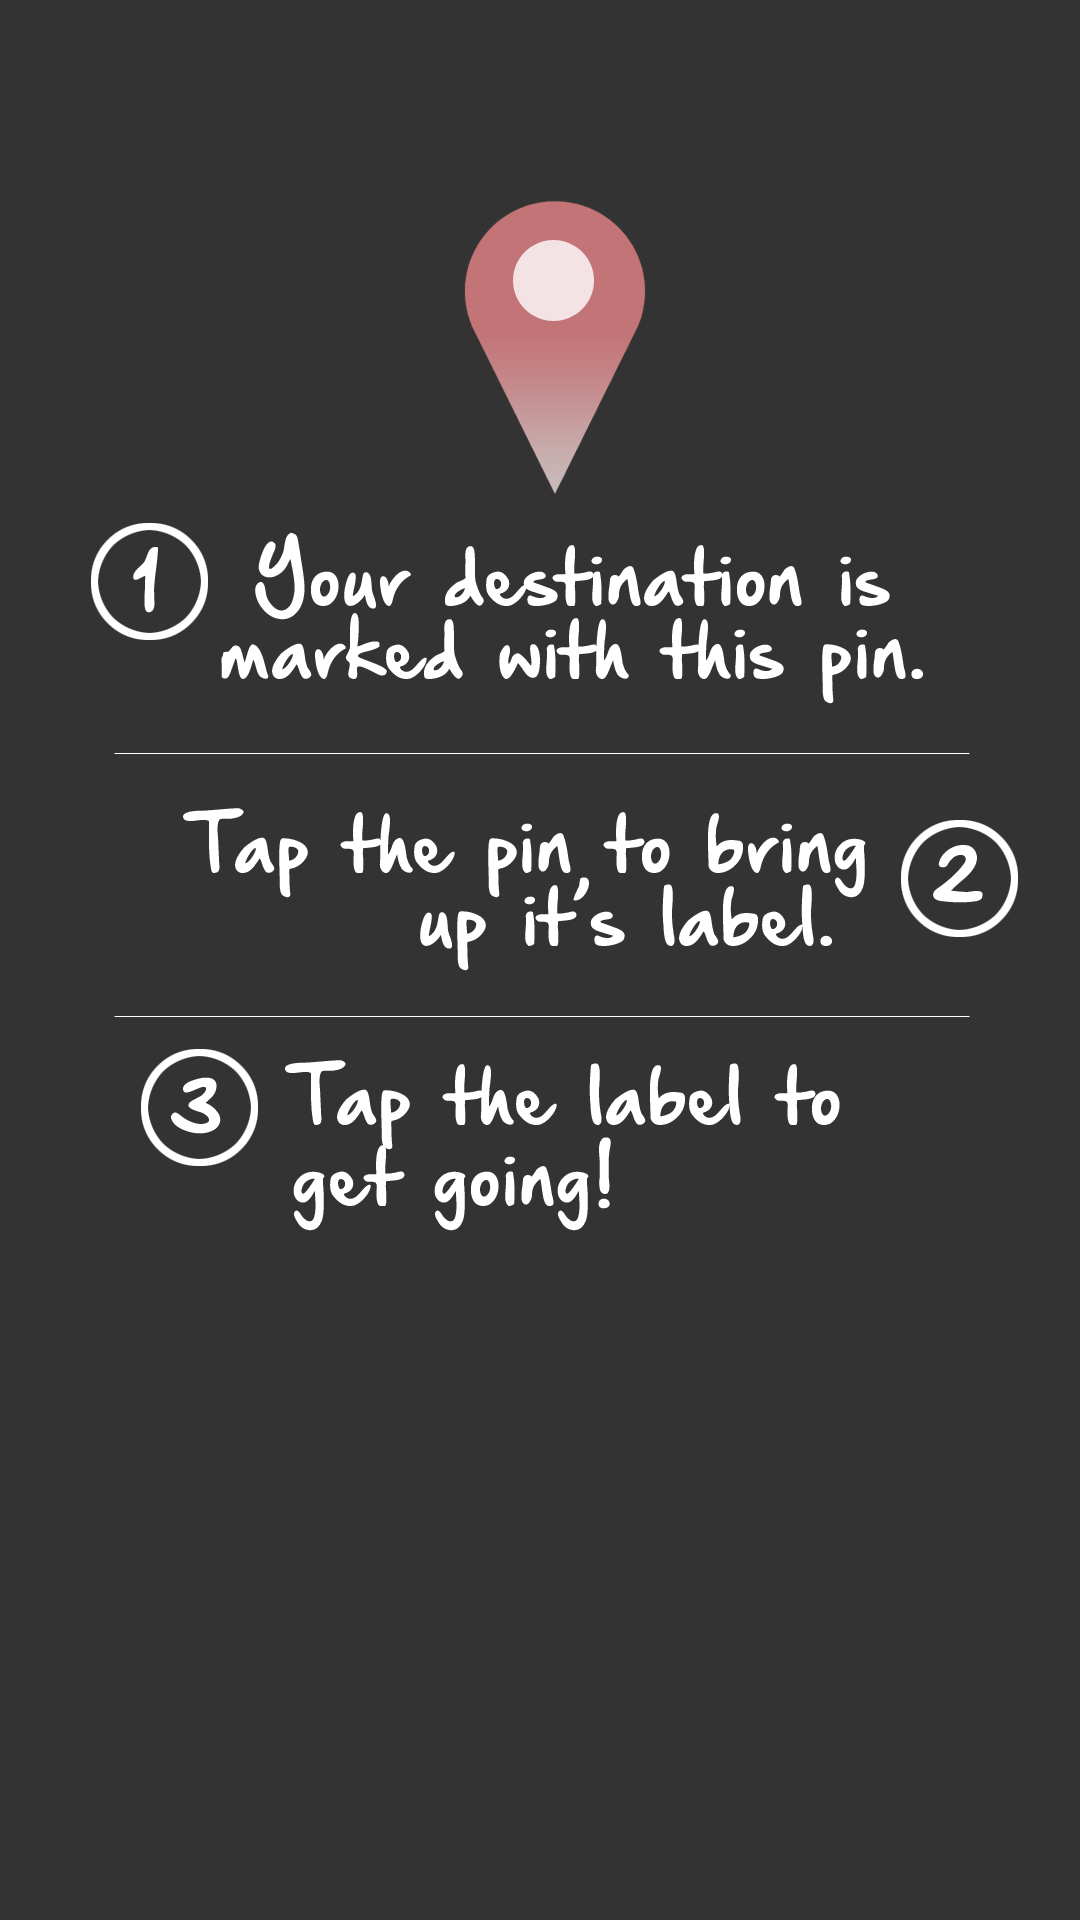 1 Your destination is
marked with this pin.
Tap the pin to bring 2
up it's label.
3 Tap the label to
get going!